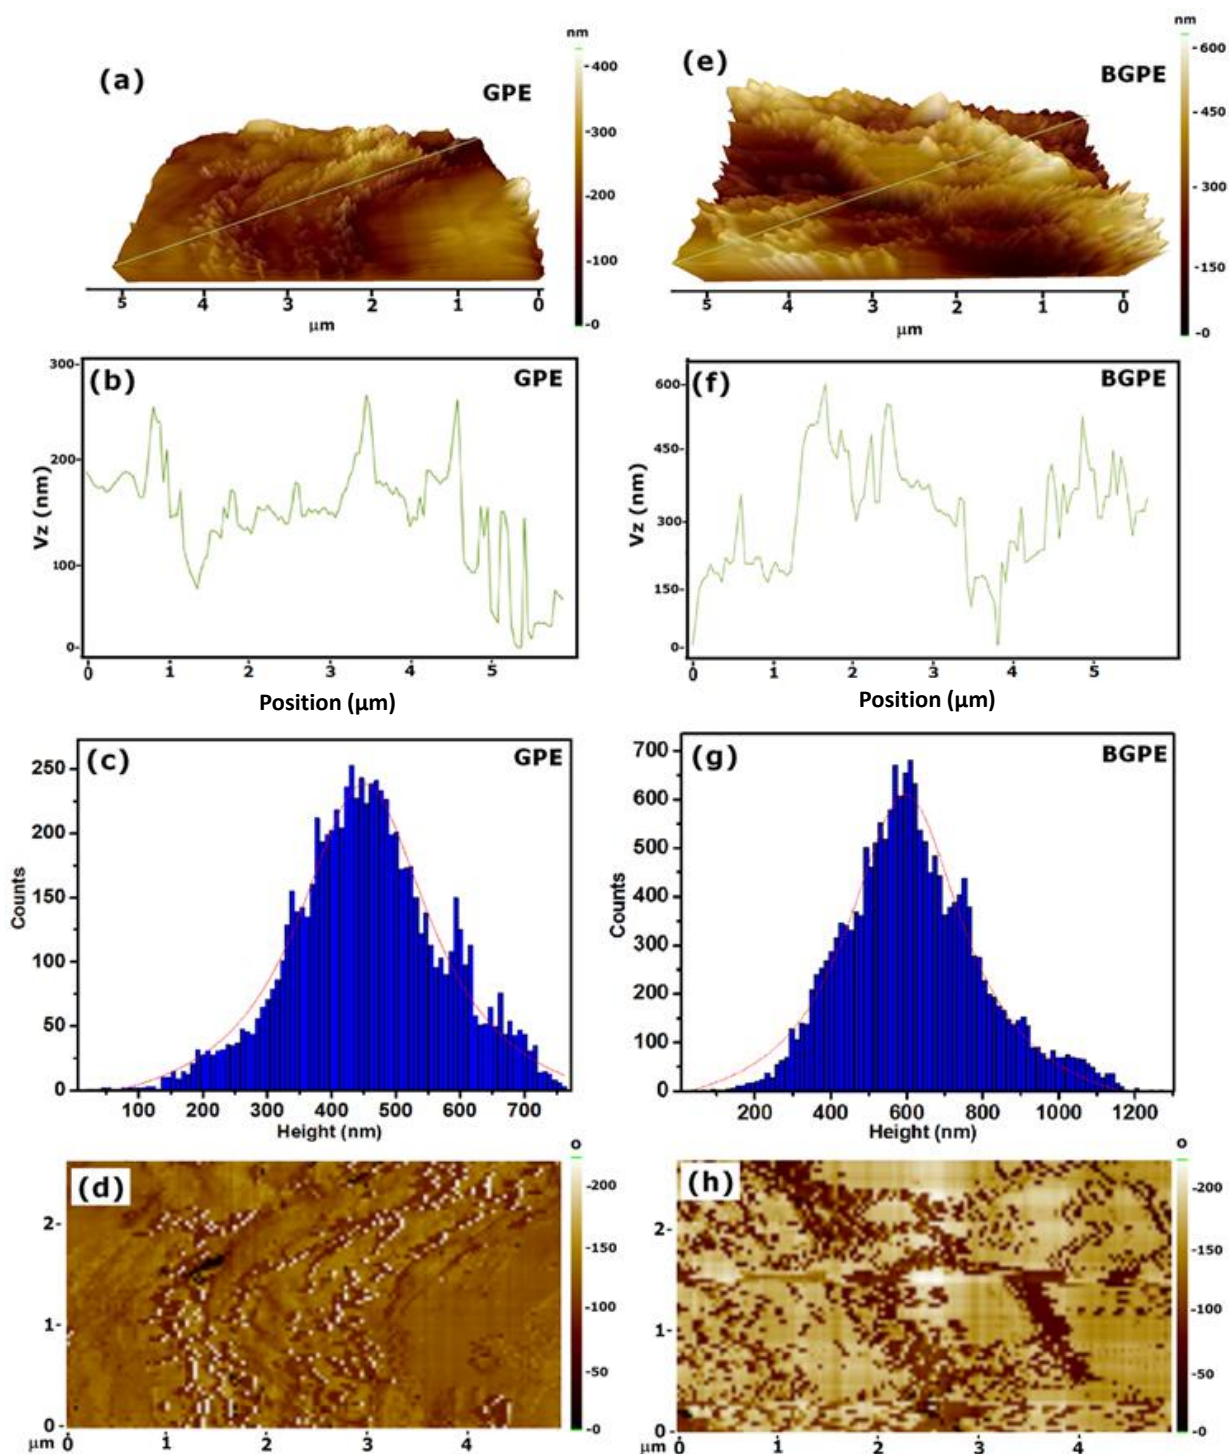 (a)
GPE
nm
-400
-300
-200
-100
-0
5 4 3 2 1 0
μm
(e)
BGPE
nm
-600
-450
-300
-150
-0
5 4 3 2 1 0
μm
(b)
GPE
300-
200-
100-
0-
Vz (nm)
0 1 2 3 4 5
Position (μm)
(f)
BGPE
600-
450-
300-
150-
0-
Vz (nm)
0 1 2 3 4 5
Position (μm)
(c)
GPE
250
200
150
100
50
0
Counts
100 200 300 400 500 600 700
Height (nm)
(g)
BGPE
700
600
500
400
300
200
100
0
Counts
200 400 600 800 1000 1200
Height (nm)
(d)
o
-200
-150
-100
-50
-0
2-
1-
0-
μm 0 1 2 3 4
(h)
o
-200
-150
-100
-50
-0
2-
1-
0-
μm 0 1 2 3 4